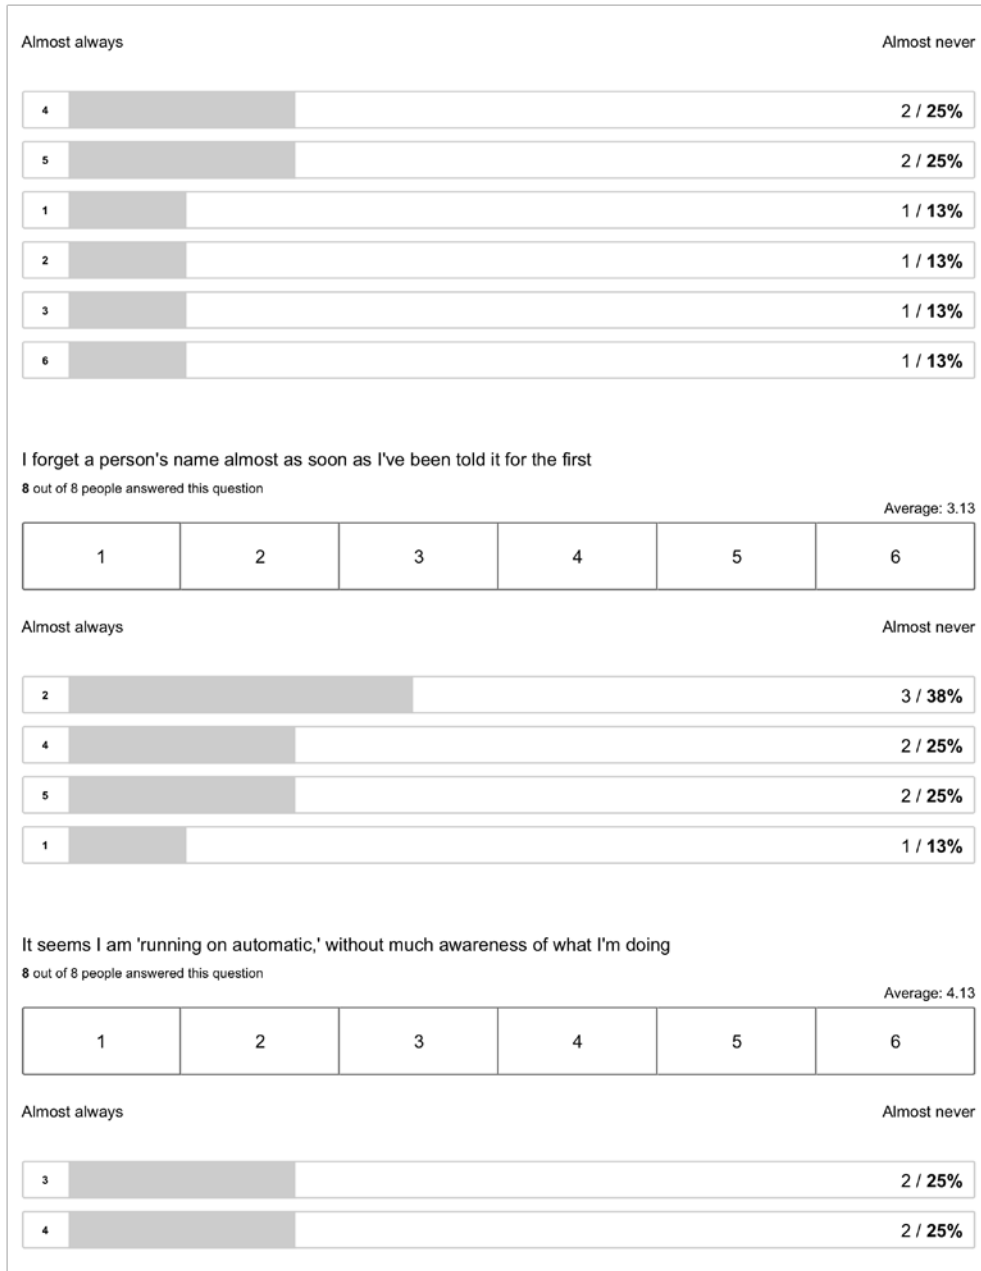 Almost always Almost never
4 2 / 25%
5 2 / 25%
1 1 / 13%
2 1 / 13%
3 1 / 13%
6 1 / 13%
I forget a person's name almost as soon as I've been told it for the first
8 out of 8 people answered this question
Average: 3.13
1 2 3 4 5 6
Almost always Almost never
2 3 / 38%
4 2 / 25%
5 2 / 25%
1 1 / 13%
It seems I am 'running on automatic,' without much awareness of what I'm doing
8 out of 8 people answered this question
Average: 4.13
1 2 3 4 5 6
Almost always Almost never
3 2 / 25%
4 2 / 25%